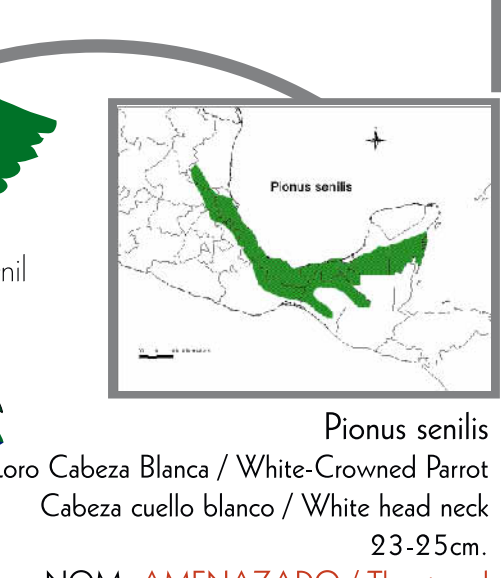 Pionus senilis
nil
Pionus senilis
Loro Cabeza Blanca / White-Crowned Parrot
Cabeza cuello blanco / White head neck
23-25cm.